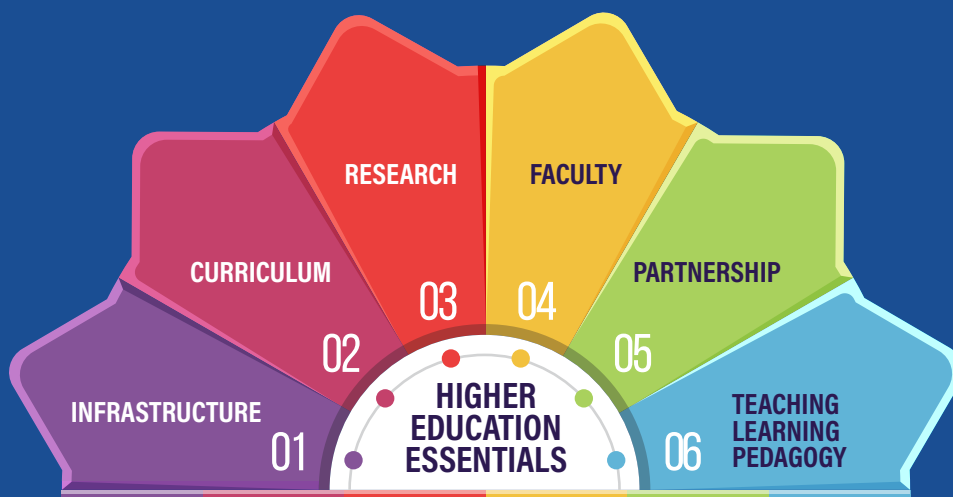 INFRASTRUCTURE
01
CURRICULUM
02
RESEARCH
03
FACULTY
04
PARTNERSHIP
05
TEACHING
LEARNING
PEDAGOGY
06
HIGHER
EDUCATION
ESSENTIALS